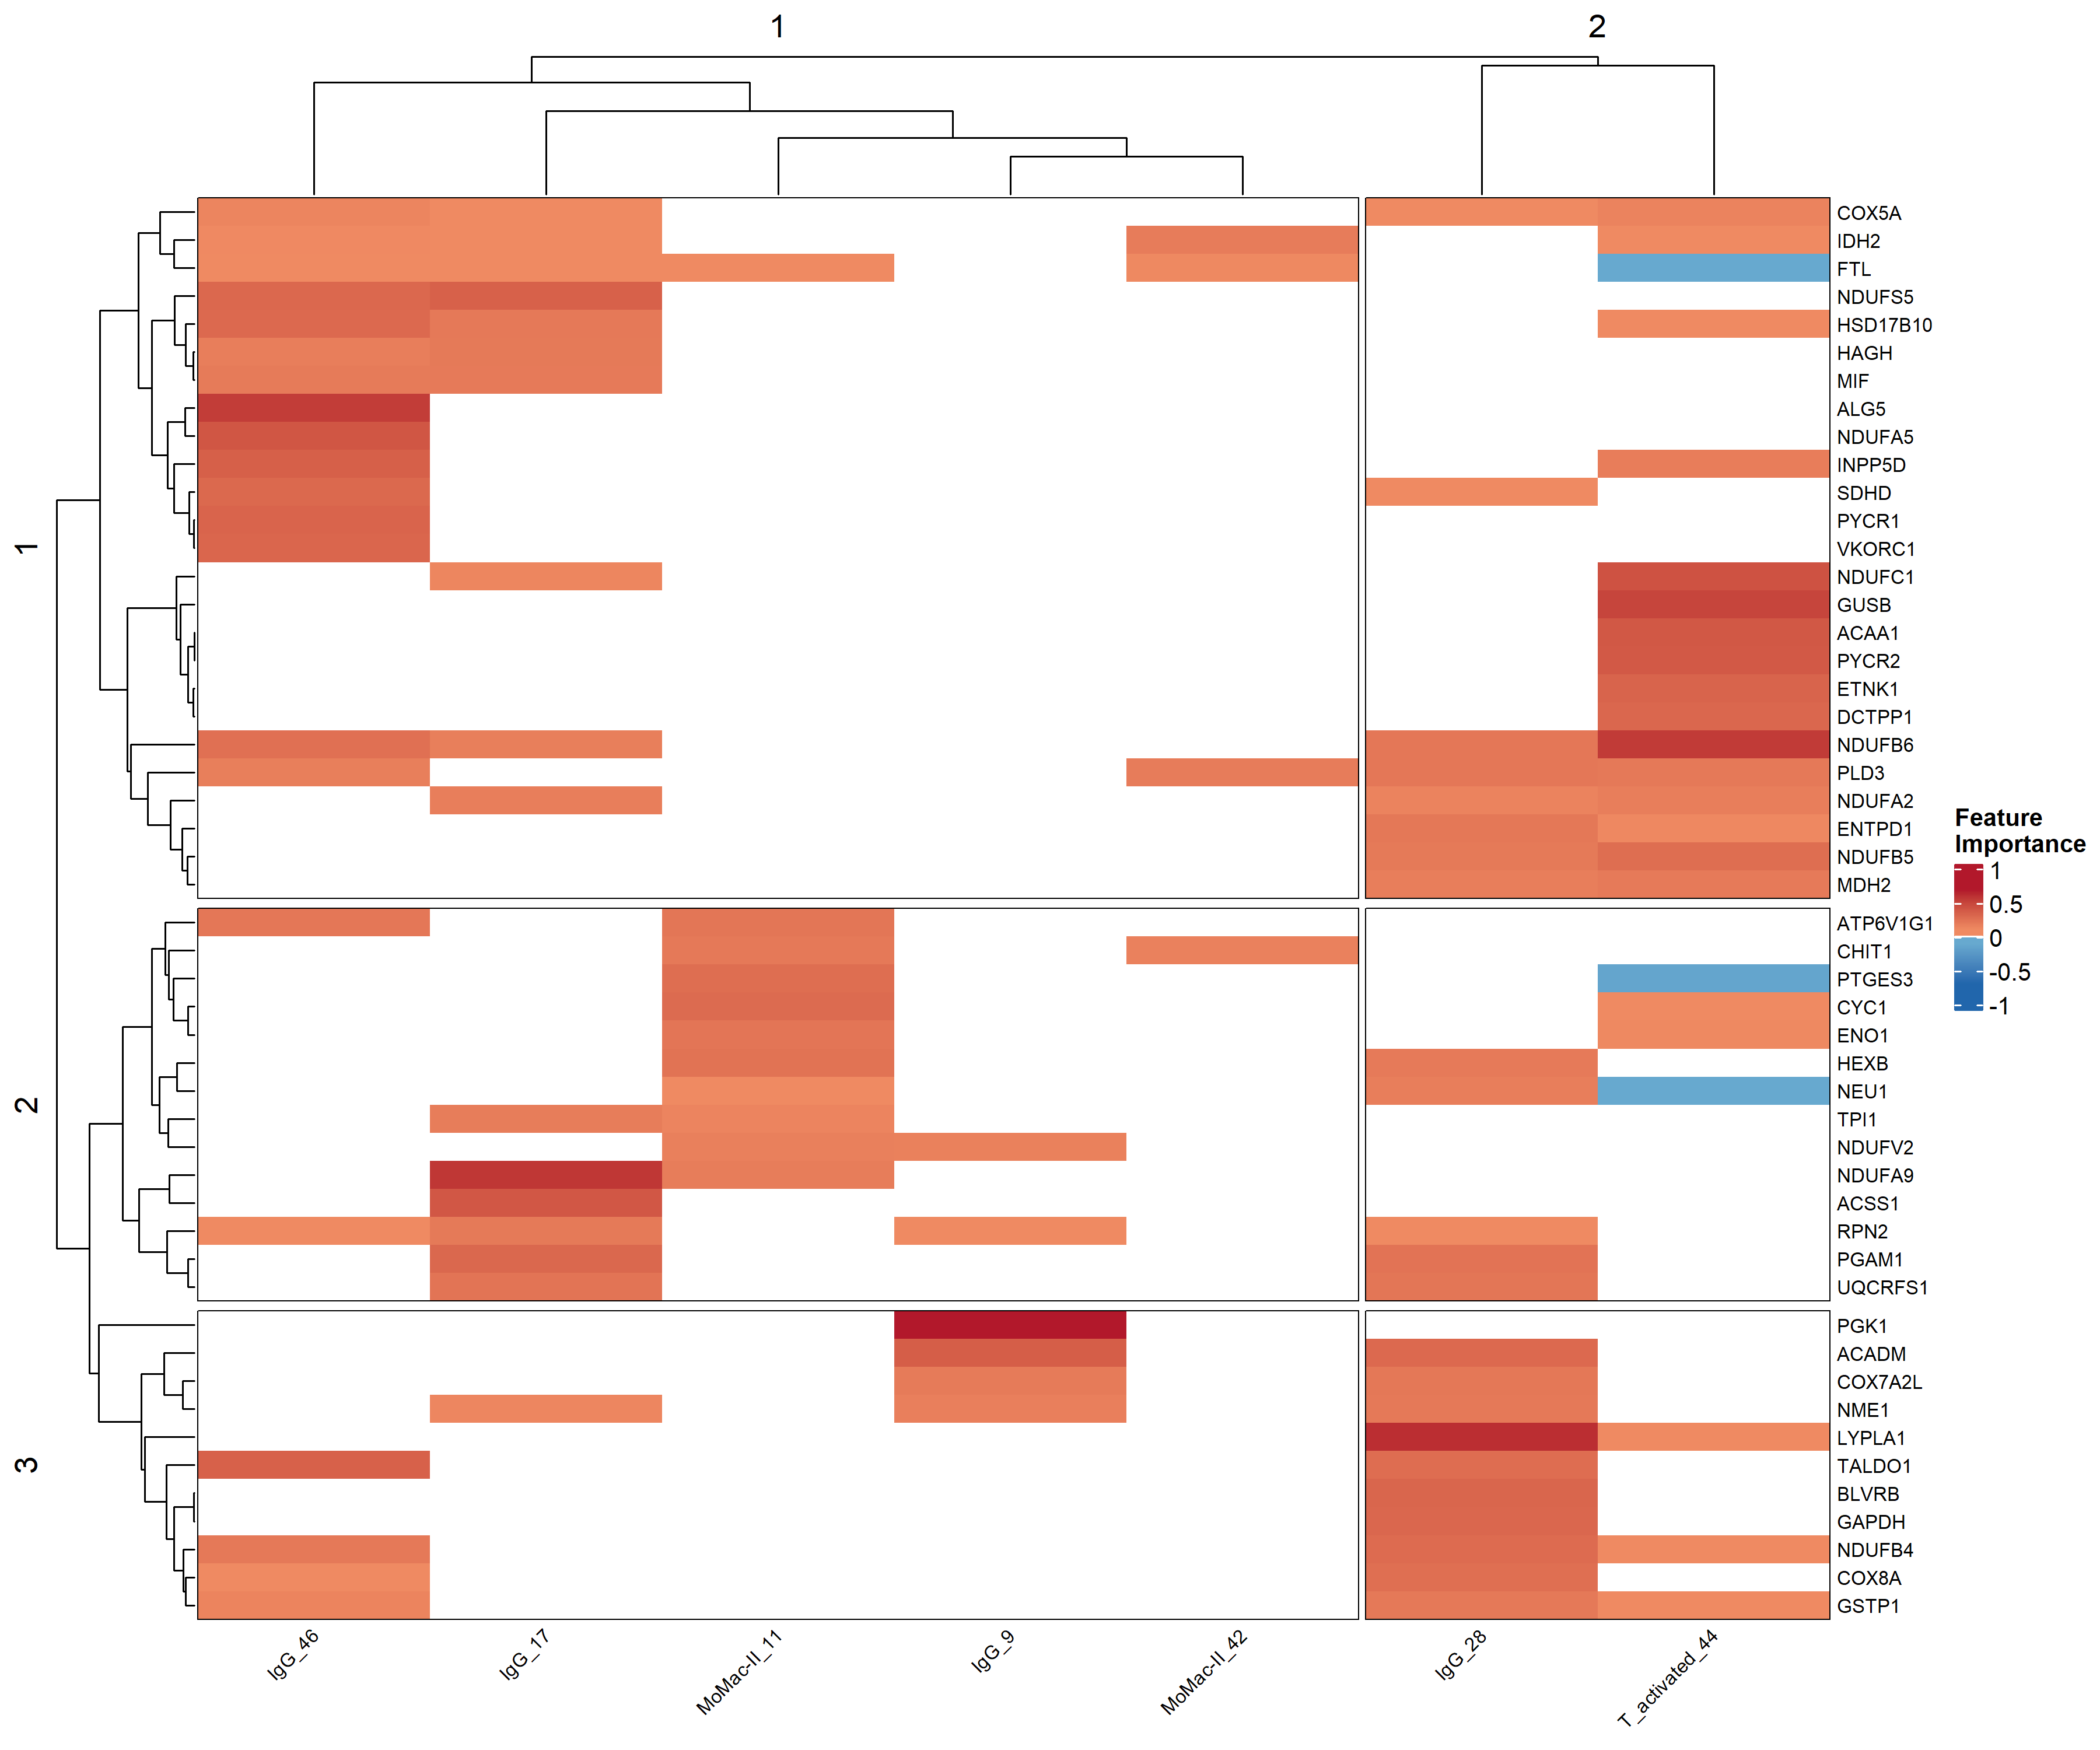 1
2
COX5A
IDH2
FTL
NDUFS5
HSD17B10
HAGH
MIF
ALG5
NDUFA5
INPP5D
SDHD
PYCR1
VKORC1
NDUFC1
GUSB
ACAA1
PYCR2
ETNK1
DCTPP1
NDUFB6
PLD3
NDUFA2
ENTPD1
NDUFB5
MDH2
1
ATP6V1G1
CHIT1
PTGES3
CYC1
ENO1
HEXB
NEU1
TPI1
NDUFV2
NDUFA9
ACSS1
RPN2
PGAM1
UQCRFS1
2
PGK1
ACADM
COX7A2L
NME1
LYPLA1
TALDO1
BLVRB
GAPDH
NDUFB4
COX8A
GSTP1
3
Feature
Importance
1
0.5
0
-0.5
-1
IgG_46
IgG_17
MoMac-II_11
IgG_9
MoMac-II_42
IgG_28
T_activated_44